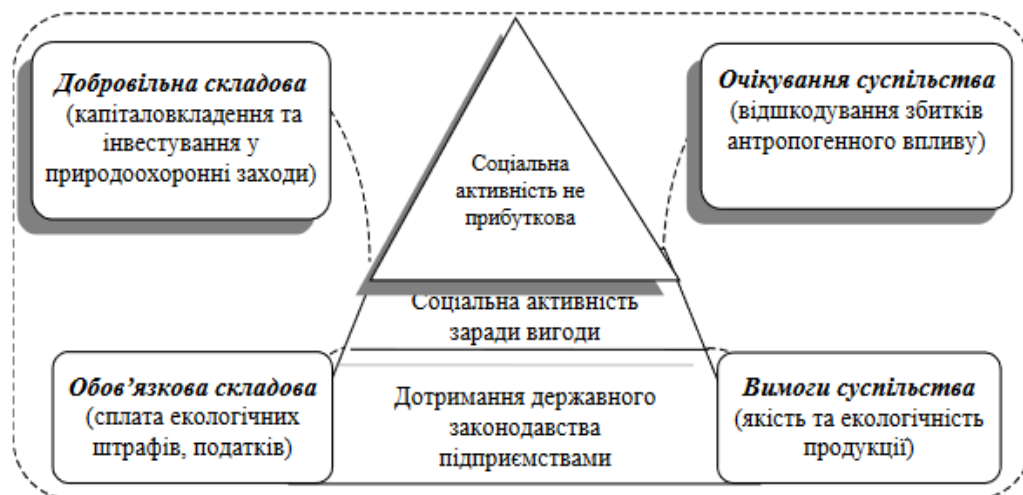 Добровільна складова
(капіталовкладення та
інвестування у
природоохоронні заходи)
Очікування суспільства
(відшкодування збитків
антропогенного впливу)
Соціальна
активність не
прибуткова
Соціальна активність
заради вигоди
Обов’язкова складова
(сплата екологічних
штрафів, податків)
Дотримання державного
законодавства
підприємствами
Вимоги суспільства
(якість та екологічність
продукції)